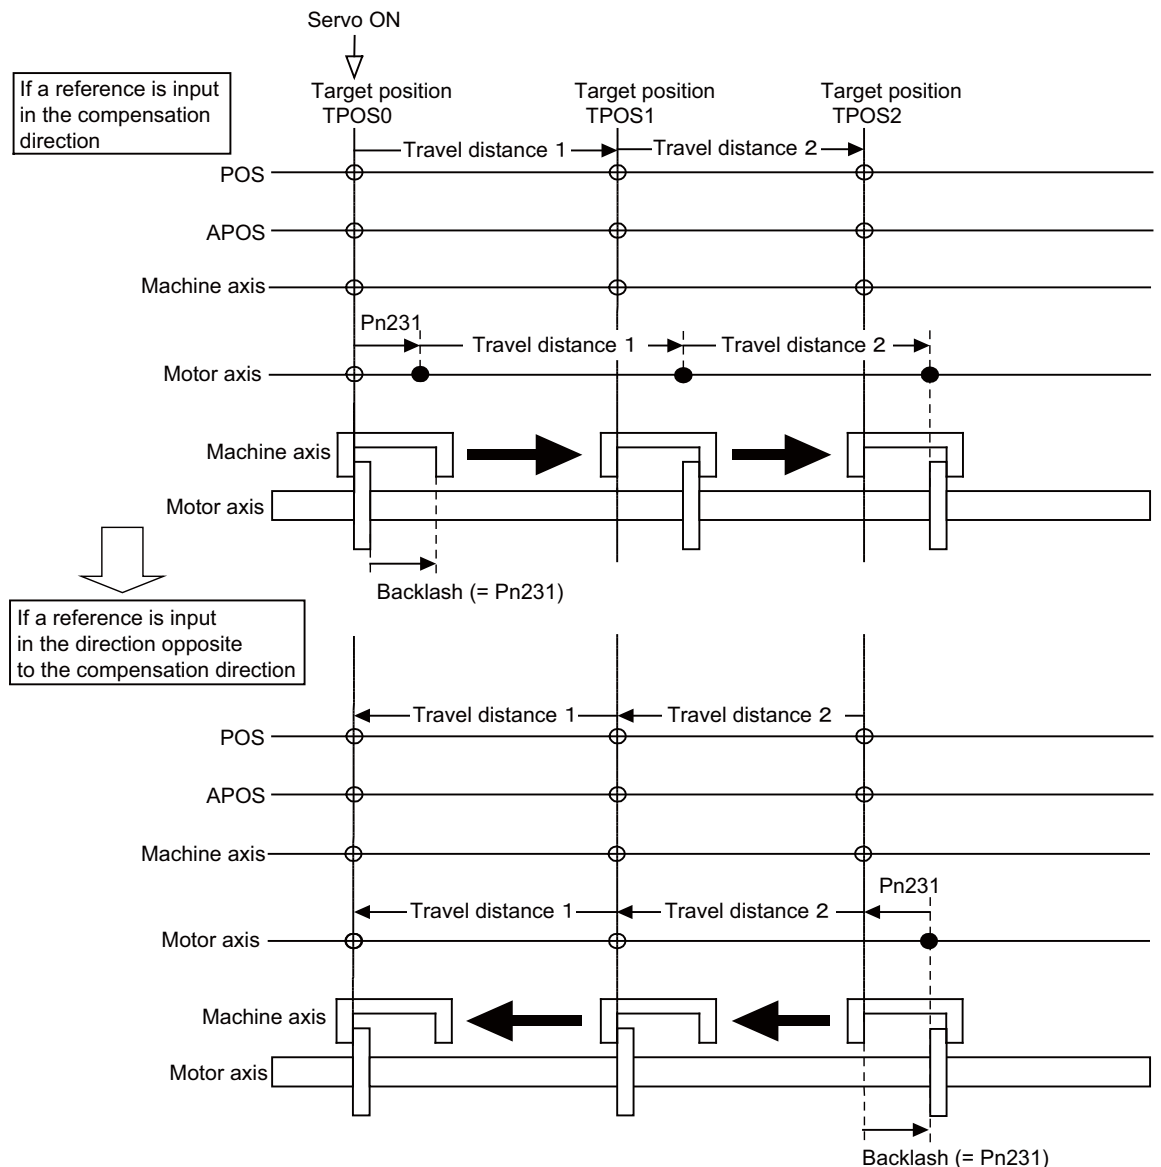 Servo ON
If a reference is input
in the compensation
direction
Target position
TPOS0
Target position
TPOS1
Target position
TPOS2
Travel distance 1
Travel distance 2
POS
APOS
Machine axis
Pn231
Travel distance 1
Travel distance 2
Motor axis
Machine axis
Motor axis
Backlash (= Pn231)
If a reference is input
in the direction opposite
to the compensation direction
Travel distance 1
Travel distance 2
POS
APOS
Machine axis
Pn231
Travel distance 1
Travel distance 2
Motor axis
Machine axis
Motor axis
Backlash (= Pn231)